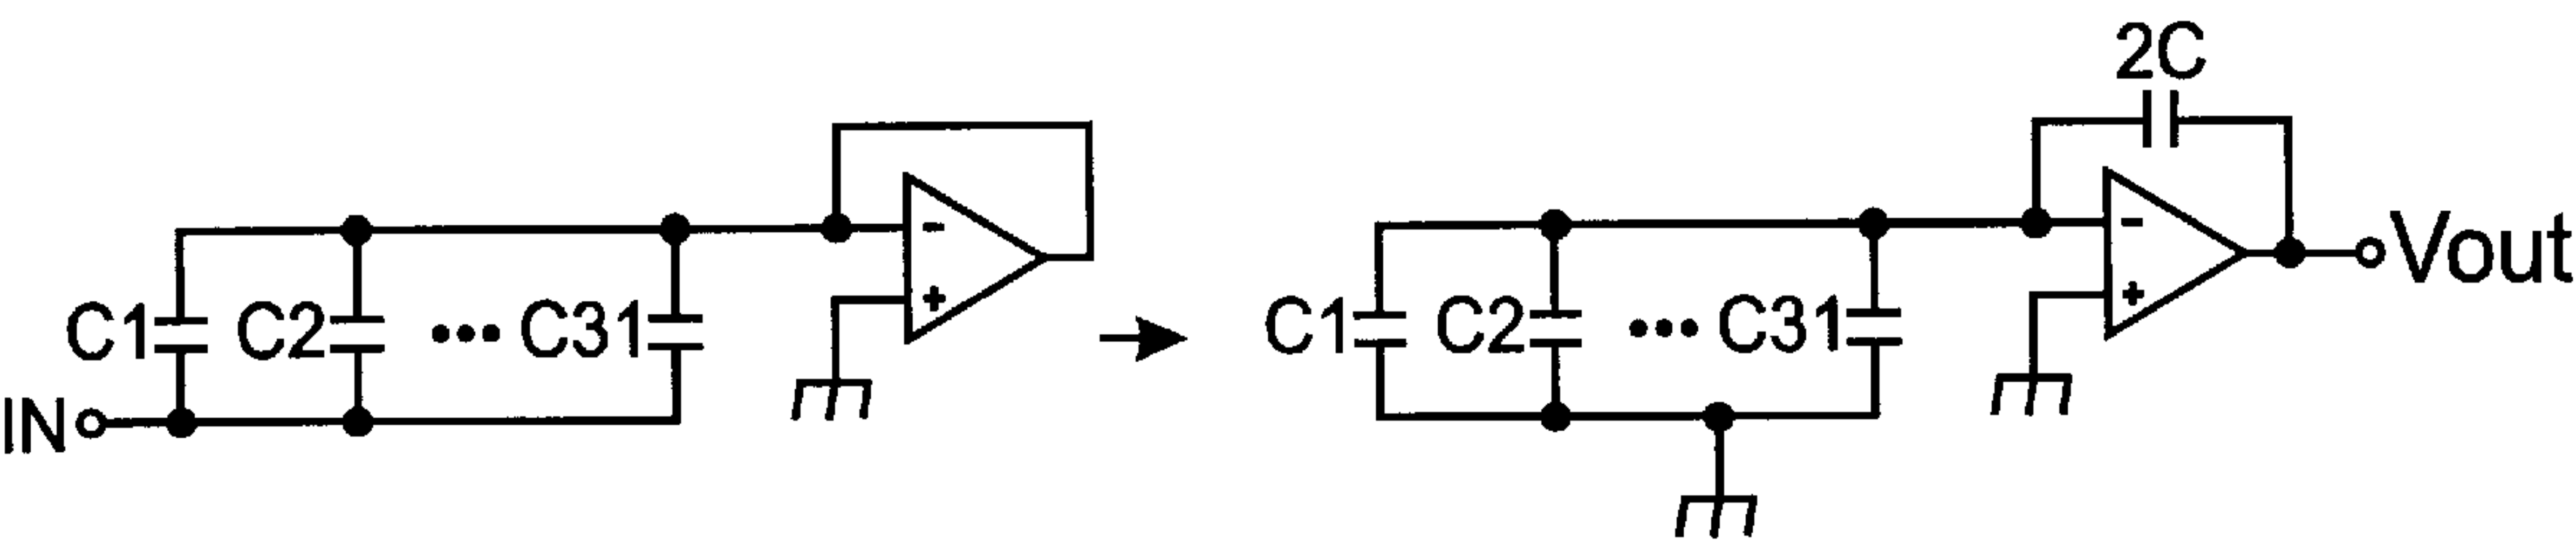 C1 C2 ••• C31
IN
-
+
2C
C1 C2 ••• C31
-
+
Vout